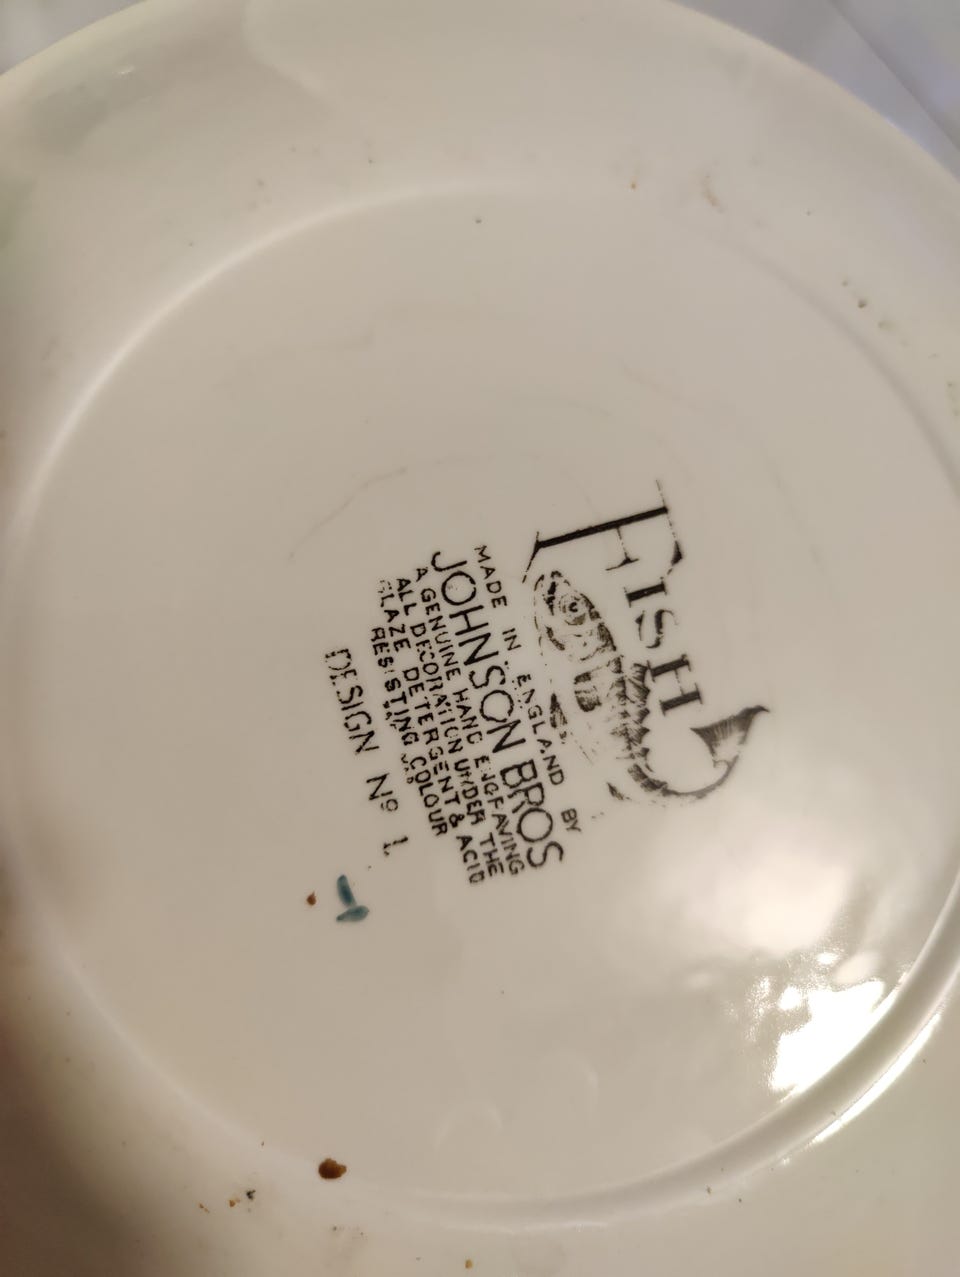 FISH
MADE IN ENGLAND BY
JOHNSON BROS
A GENUINE HAND ENGRAVING
ALL DECORATION UNDER THE
GLAZE DETERGENT & ACID
RESISTING COLOUR
DESIGN Nº 1